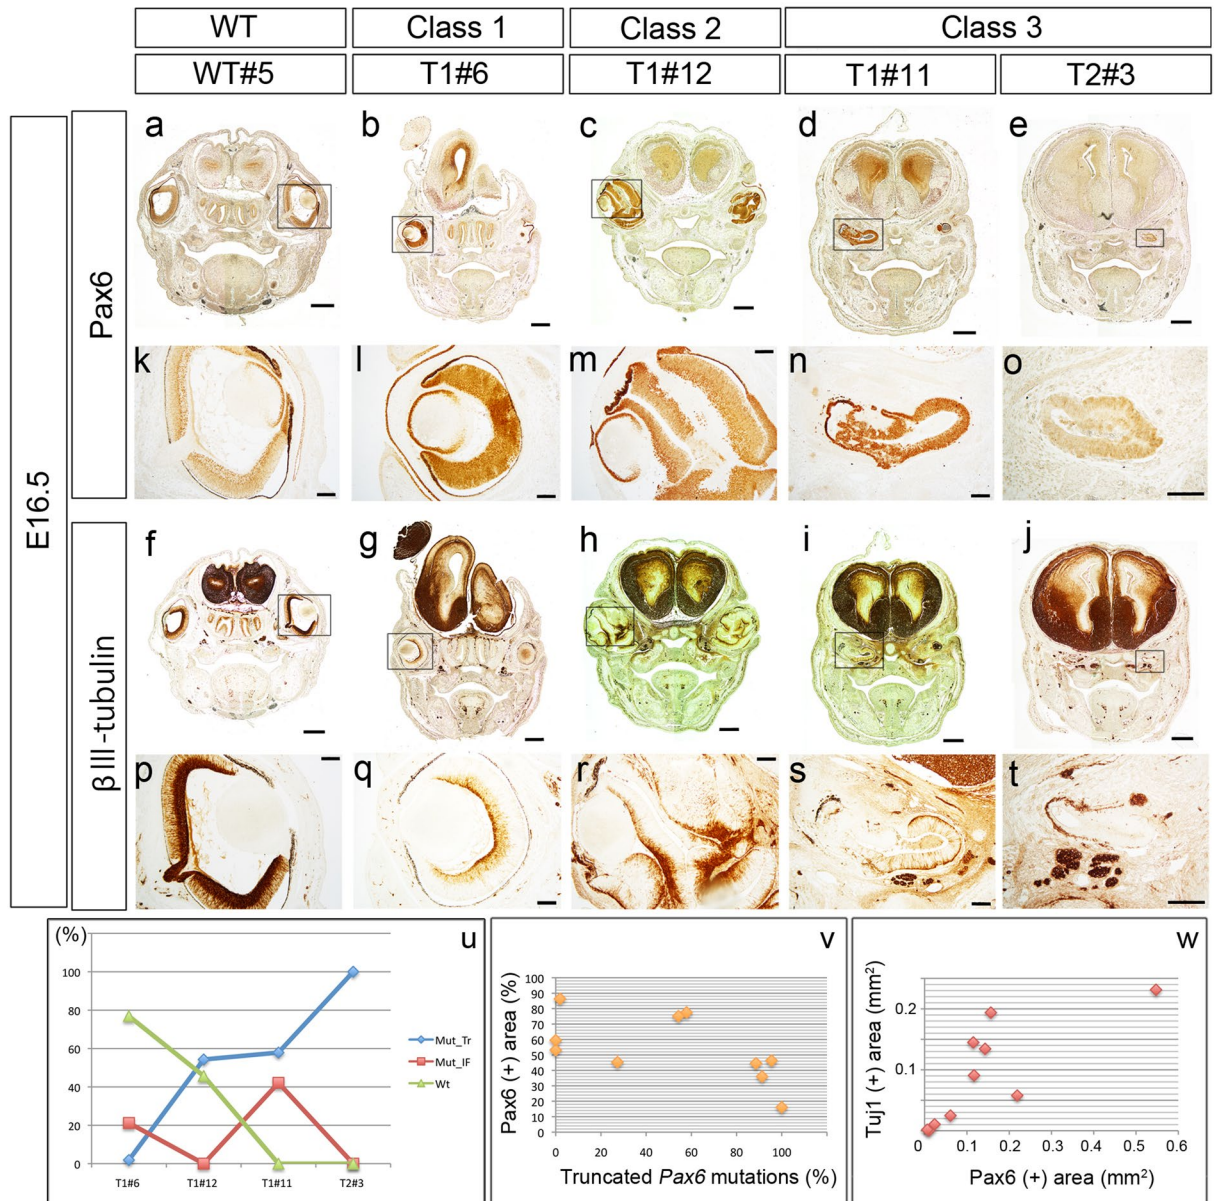 WT Class 1 Class 2 Class 3
WT#5 T1#6 T1#12 T1#11 T2#3
E16.5
Pax6
a b c d e
k l m n o
βIII-tubulin
f g h i j
p q r s t
u
(%)
100
80
60
40
20
0
T1#6 T1#12 T1#11 T2#3
Mut_Tr
Mut_IF
Wt
v
Pax6 (+) area (%)
100
90
80
70
60
50
40
30
20
10
0
0 20 40 60 80 100
Truncated Pax6 mutations (%)
w
Tuj1 (+) area (mm²)
0.2
0.1
0 0.1 0.2 0.3 0.4 0.5 0.6
Pax6 (+) area (mm²)